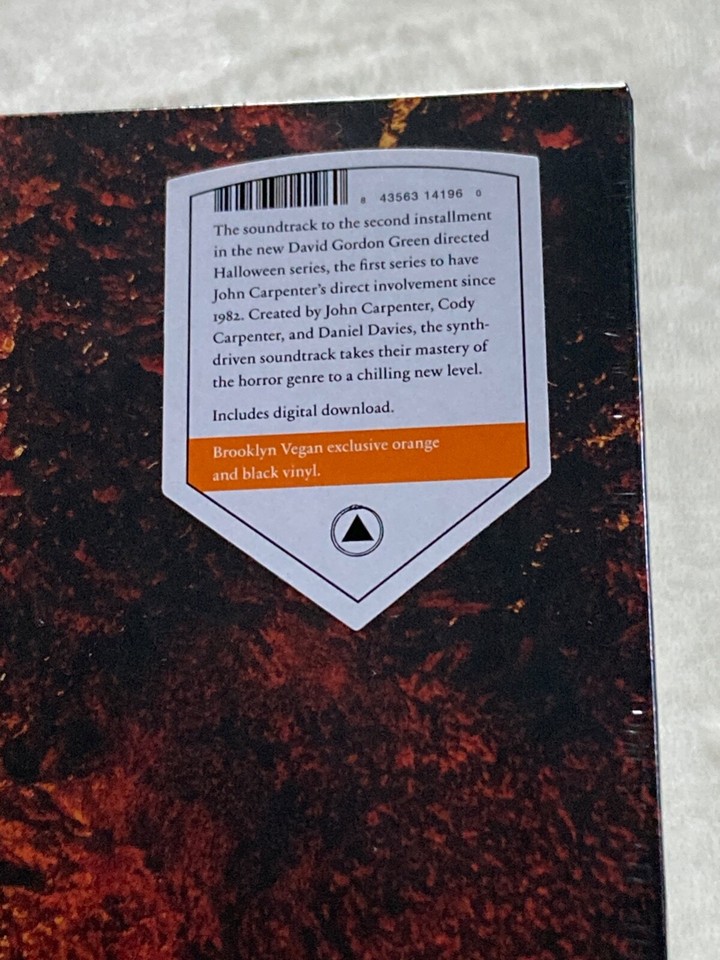 8 43563 14196 0
The soundtrack to the second installment
in the new David Gordon Green directed
Halloween series, the first series to have
John Carpenter's direct involvement since
1982. Created by John Carpenter, Cody
Carpenter, and Daniel Davies, the synth-
driven soundtrack takes their mastery of
the horror genre to a chilling new level.
Includes digital download.
Brooklyn Vegan exclusive orange
and black vinyl.